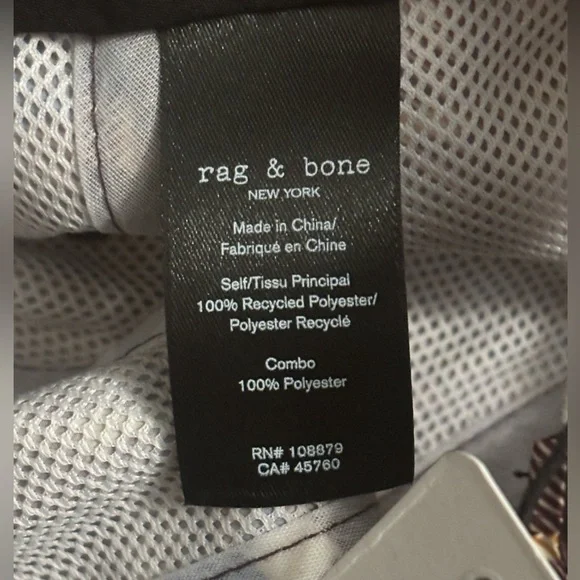 rag & bone
NEW YORK
Made in China/
Fabriqué en Chine
Self/Tissu Principal
100% Recycled Polyester/
Polyester Recyclé
Combo
100% Polyester
RN# 108879
CA# 45760